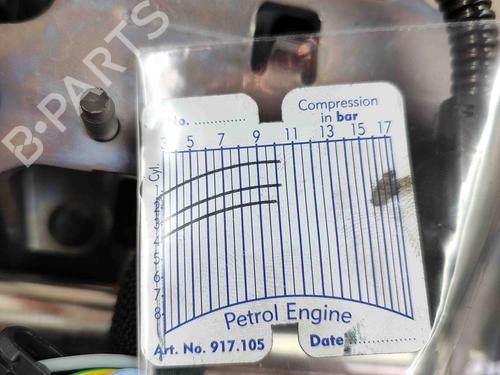 B-PARTS
No. ..............
Compression
in bar
3 5 7 9 11 13 15 17
Cyl.
1 2 3 4 5 6 7 8
Petrol Engine
Art. No. 917.105
Date ..................